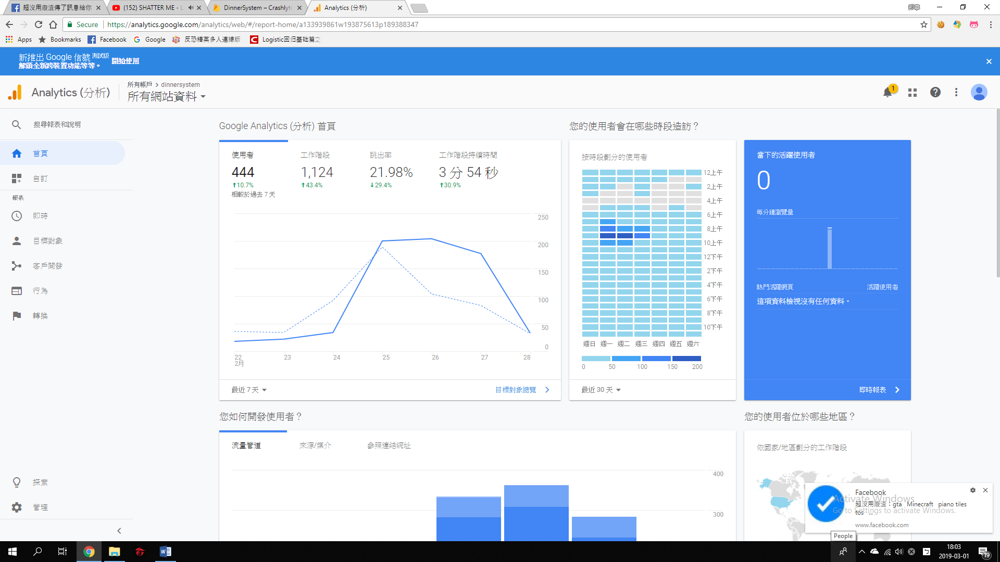 超沒用廢渣傳了訊息給你
(152) SHATTER ME - L
DinnerSystem – Crashlyti
Analytics (分析)
邦寧
Secure
https://analytics.google.com/analytics/web/#/report-home/a133939861w193875613p189388347
Apps
Bookmarks
Facebook
Google
反恐精英多人連線版
Logistic回归基础篇之
新推出 Google 信號 測試版
解鎖全新跨裝置功能等等。
開始使用
Analytics (分析)
所有帳戶 > dinnersystem
所有網站資料
1
搜尋報表和說明
首頁
自訂
報表
即時
目標對象
客戶開發
行為
轉換
探索
管理
Google Analytics (分析) 首頁
使用者
444
10.7%
相較於過去 7 天
工作階段
1,124
43.4%
跳出率
21.98%
29.4%
工作階段持續時間
3 分 54 秒
30.9%
250
200
150
100
50
0
22
2月
23
24
25
26
27
28
最近 7 天
目標對象總覽
您的使用者會在哪些時段造訪？
按時段劃分的使用者
12上午
2上午
4上午
6上午
8上午
10上午
12下午
2下午
4下午
6下午
8下午
10下午
週日 週一 週二 週三 週四 週五 週六
0 50 100 150 200
最近 30 天
當下的活躍使用者
0
每分鐘瀏覽量
熱門活躍網頁
活躍使用者
這項資料檢視沒有任何資料。
即時報表
您如何開發使用者？
流量管道
來源/媒介
參照連結網址
400
300
您的使用者位於哪些地區？
依國家/地區劃分的工作階段
Facebook
超沒用廢渣：gta Minecraft piano tiles
tos ...
www.facebook.com
Activate Windows
Go to Settings to activate Windows.
People
18:03
2019-03-01
19